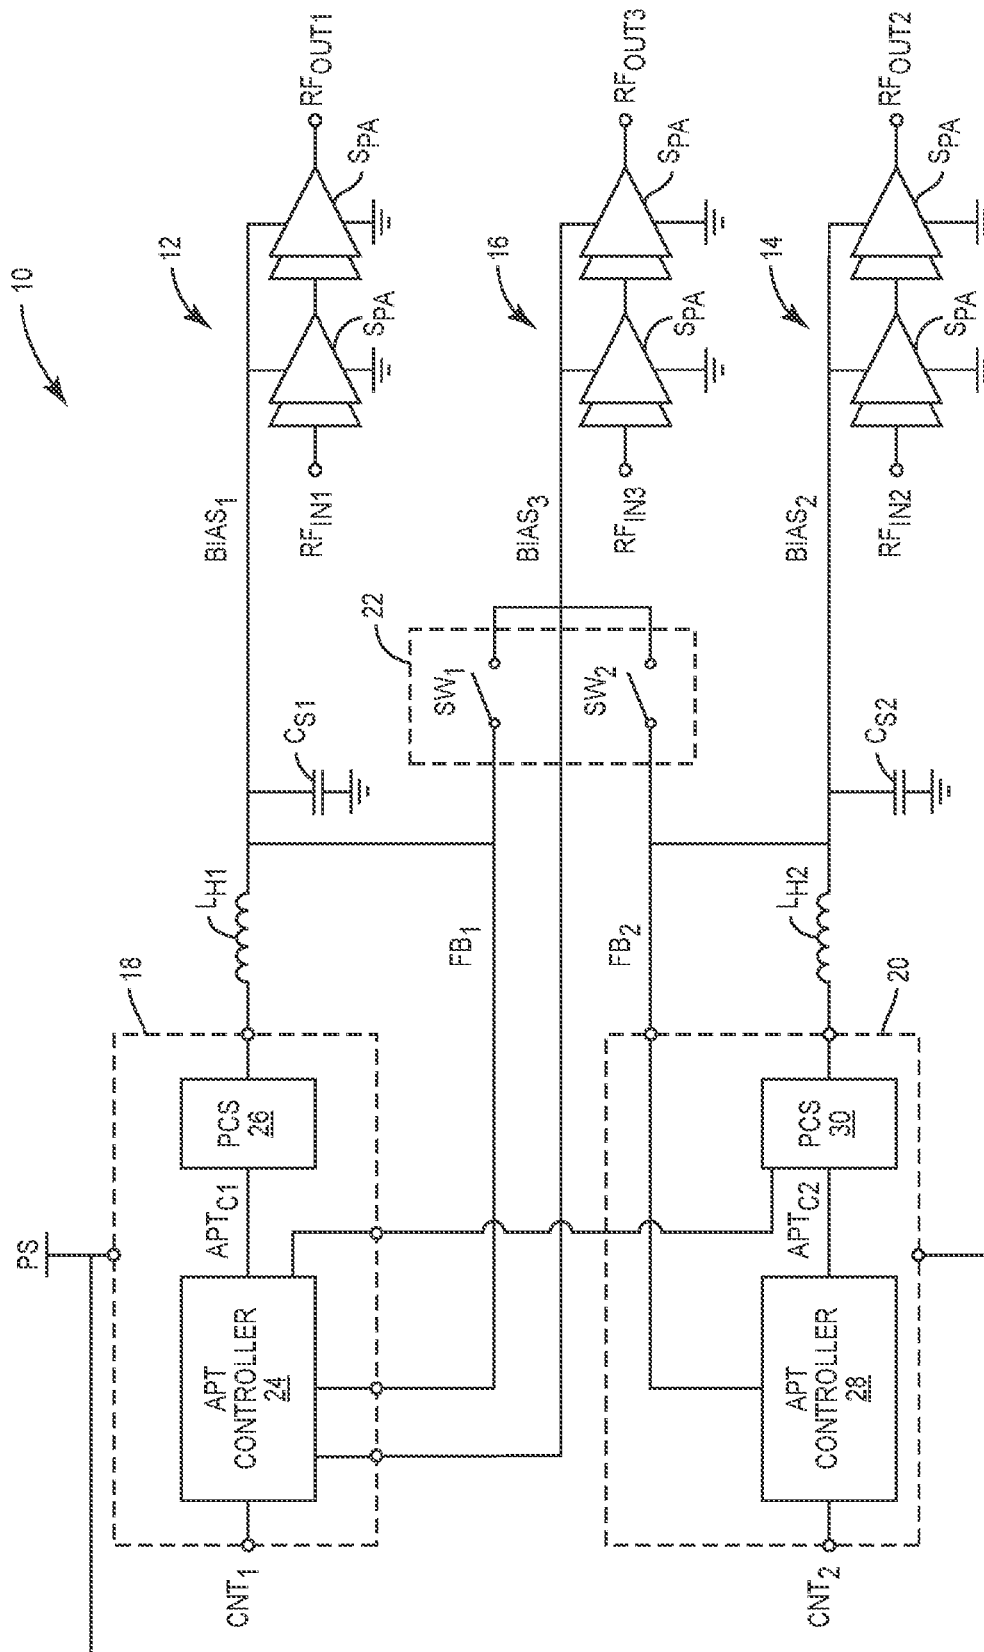 10
PS
18
CNT1
APT CONTROLLER 24
APTC1
PCS 26
LH1
CS1
BIAS1
12
RFIN1
SPA
SPA
RFOUT1
FB1
22
SW1
SW2
BIAS3
16
RFIN3
SPA
SPA
RFOUT3
FB2
20
CNT2
APT CONTROLLER 28
APTC2
PCS 30
LH2
CS2
BIAS2
14
RFIN2
SPA
SPA
RFOUT2